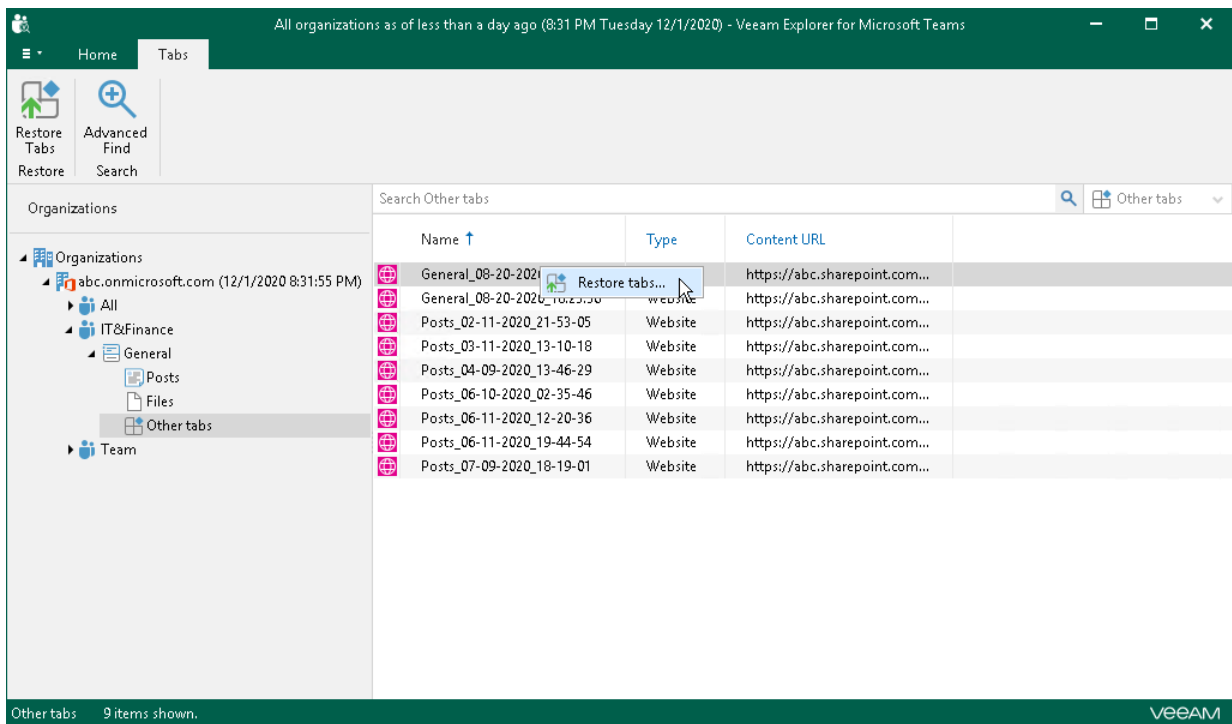 All organizations as of less than a day ago (8:31 PM Tuesday 12/1/2020) - Veeam Explorer for Microsoft Teams
Home Tabs
Restore Tabs
Advanced Find
Restore Search
Organizations
Search Other tabs Other tabs
Name Type Content URL
Organizations
abc.onmicrosoft.com (12/1/2020 8:31:55 PM)
All
IT&Finance
General
Posts
Files
Other tabs
Team
General_08-20-202 https://abc.sharepoint.com...
Restore tabs...
General_08-20-2020 Website https://abc.sharepoint.com...
Posts_02-11-2020_21-53-05 Website https://abc.sharepoint.com...
Posts_03-11-2020_13-10-18 Website https://abc.sharepoint.com...
Posts_04-09-2020_13-46-29 Website https://abc.sharepoint.com...
Posts_06-10-2020_02-35-46 Website https://abc.sharepoint.com...
Posts_06-11-2020_12-20-36 Website https://abc.sharepoint.com...
Posts_06-11-2020_19-44-54 Website https://abc.sharepoint.com...
Posts_07-09-2020_18-19-01 Website https://abc.sharepoint.com...
Other tabs 9 items shown. veeAM